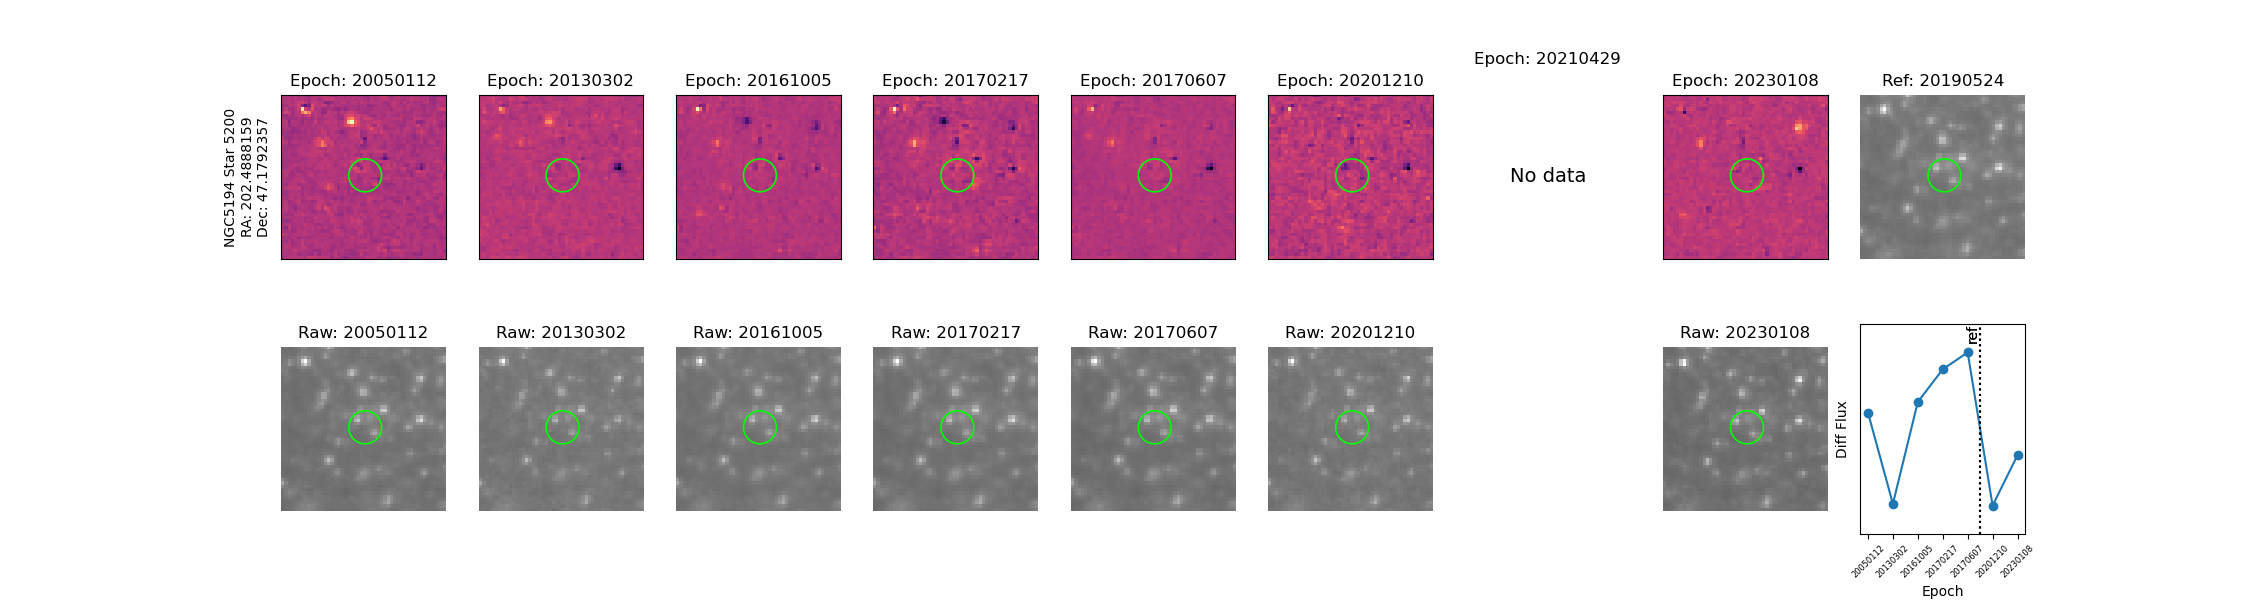 NGC5194 Star 5200
RA: 202.4888159
Dec: 47.1792357
Epoch: 20050112
Epoch: 20130302
Epoch: 20161005
Epoch: 20170217
Epoch: 20170607
Epoch: 20201210
Epoch: 20210429
No data
Epoch: 20230108
Ref: 20190524
Raw: 20050112
Raw: 20130302
Raw: 20161005
Raw: 20170217
Raw: 20170607
Raw: 20201210
Raw: 20230108
Diff Flux
ref
20050112
20130302
20161005
20170217
20170607
20201210
20230108
Epoch